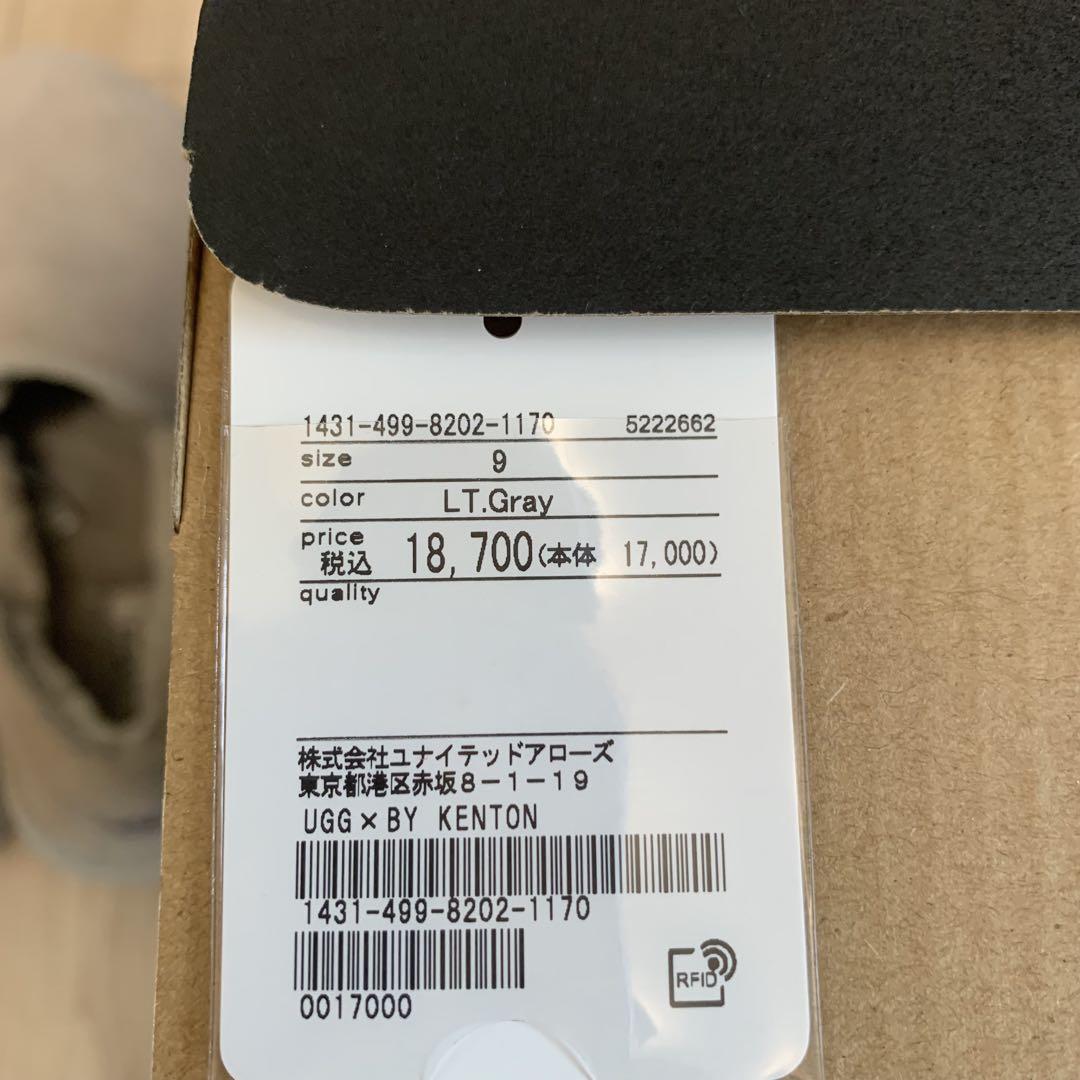 1431-499-8202-1170 5222662
size 9
color LT.Gray
price
税込 18,700(本体 17,000)
quality
株式会社ユナイテッドアローズ
東京都港区赤坂8-1-19
UGG×BY KENTON
1431-499-8202-1170
RFID
0017000